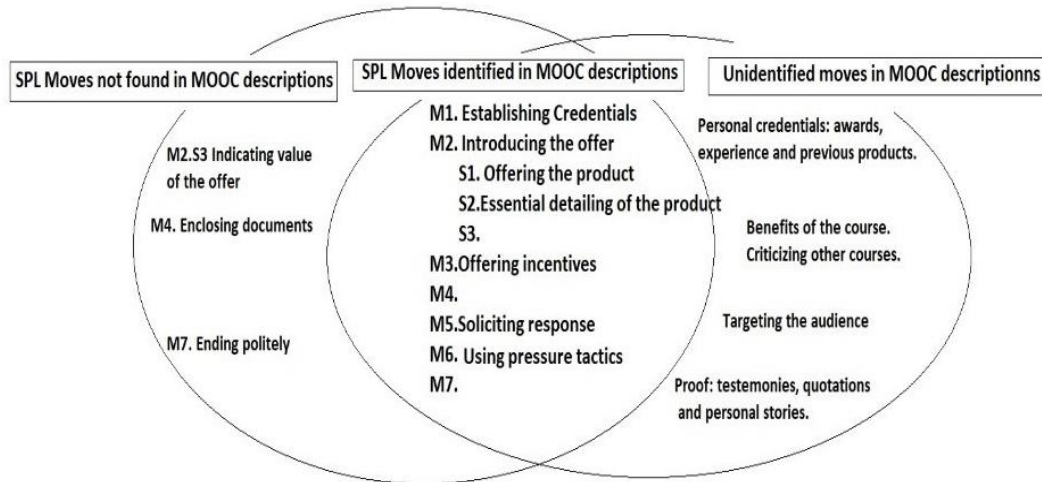 SPL Moves not found in MOOC descriptions
M2.S3 Indicating value
of the offer
M4. Enclosing documents
M7. Ending politely
SPL Moves identified in MOOC descriptions
M1. Establishing Credentials
M2. Introducing the offer
S1. Offering the product
S2.Essential detailing of the product
S3.
M3.Offering incentives
M4.
M5.Soliciting response
M6. Using pressure tactics
M7.
Unidentified moves in MOOC descriptionns
Personal credentials: awards,
experience and previous products.
Benefits of the course.
Criticizing other courses.
Targeting the audience
Proof: testemonies, quotations
and personal stories.